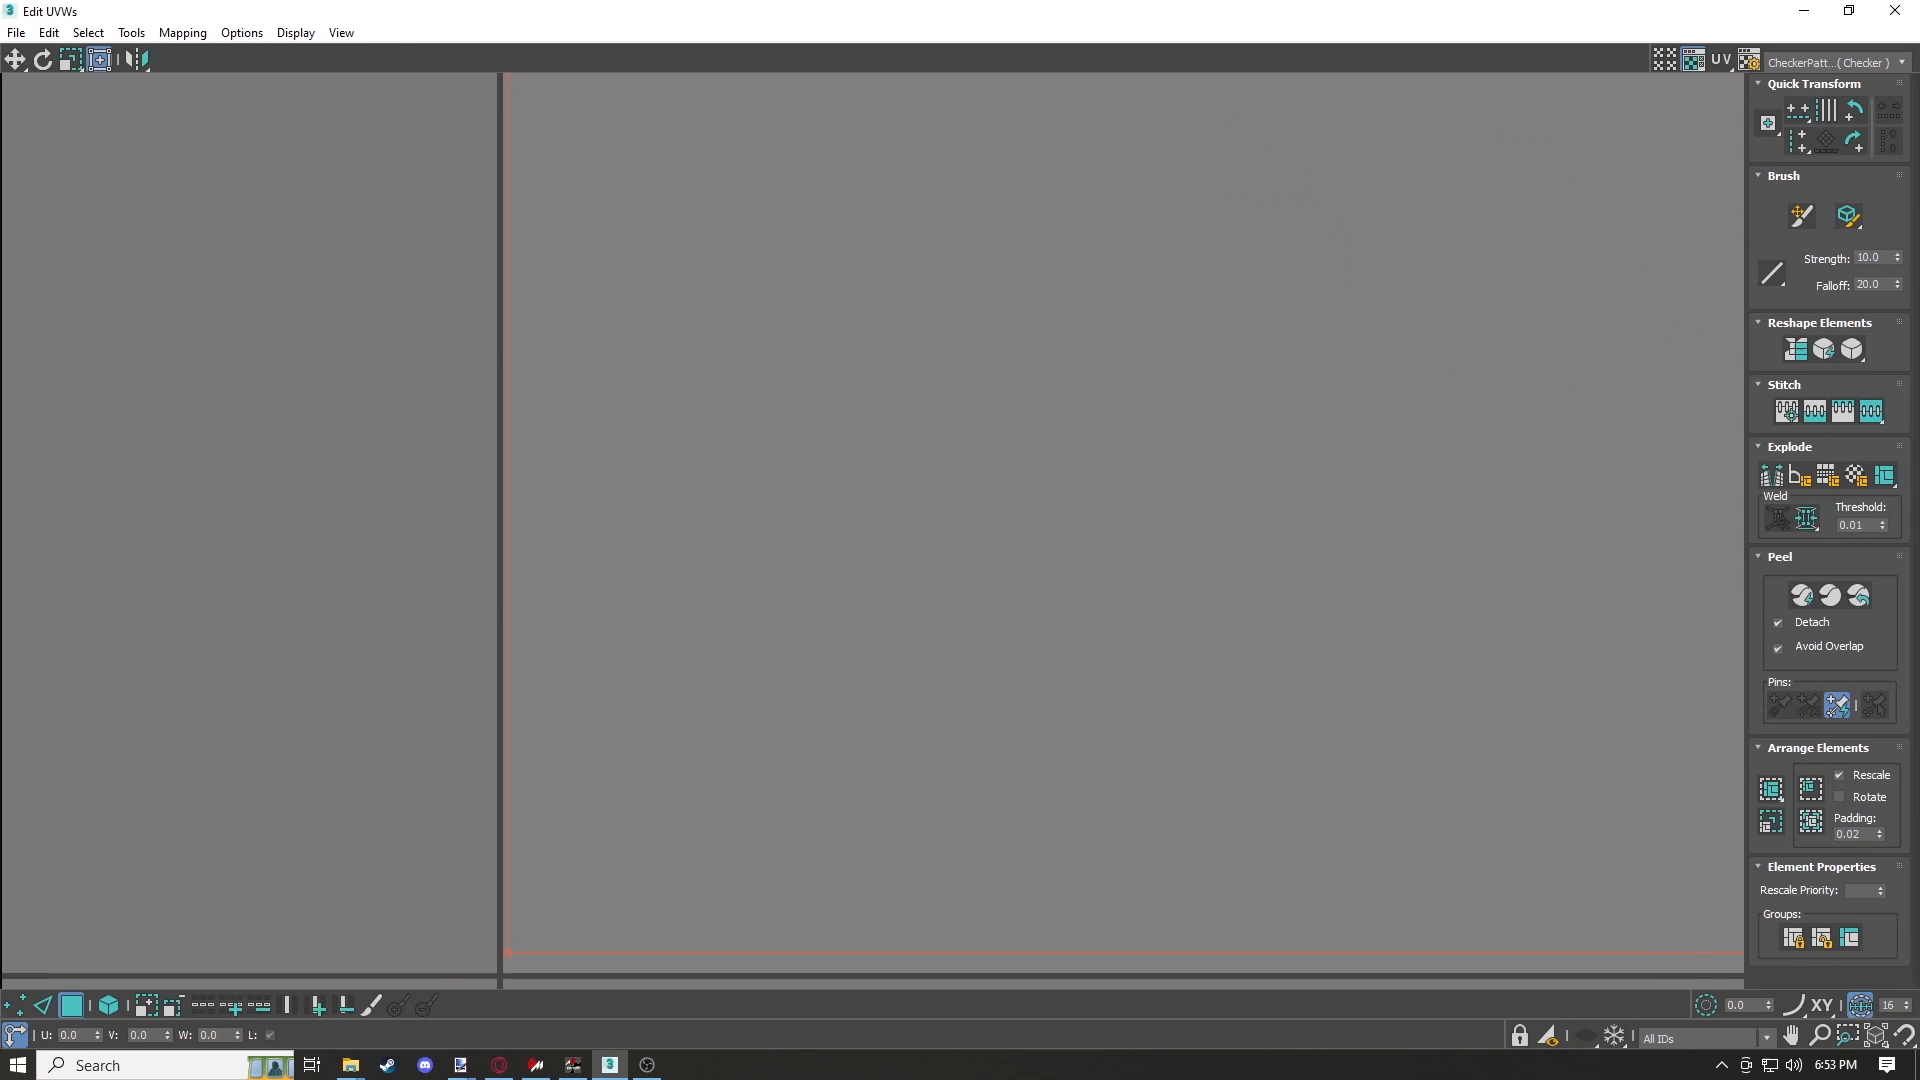 3 Edit UVWs
File Edit Select Tools Mapping Options Display View
UV CheckerPatt...( Checker )
Quick Transform
Brush
Strength: 10.0
Falloff: 20.0
Reshape Elements
Stitch
Explode
Weld
Threshold:
0.01
Peel
Detach
Avoid Overlap
Pins:
Arrange Elements
Rescale
Rotate
Padding:
0.02
Element Properties
Rescale Priority:
Groups:
0.0 XY 16
U: 0.0 V: 0.0 W: 0.0 L: All IDs
Search 3 6:53 PM